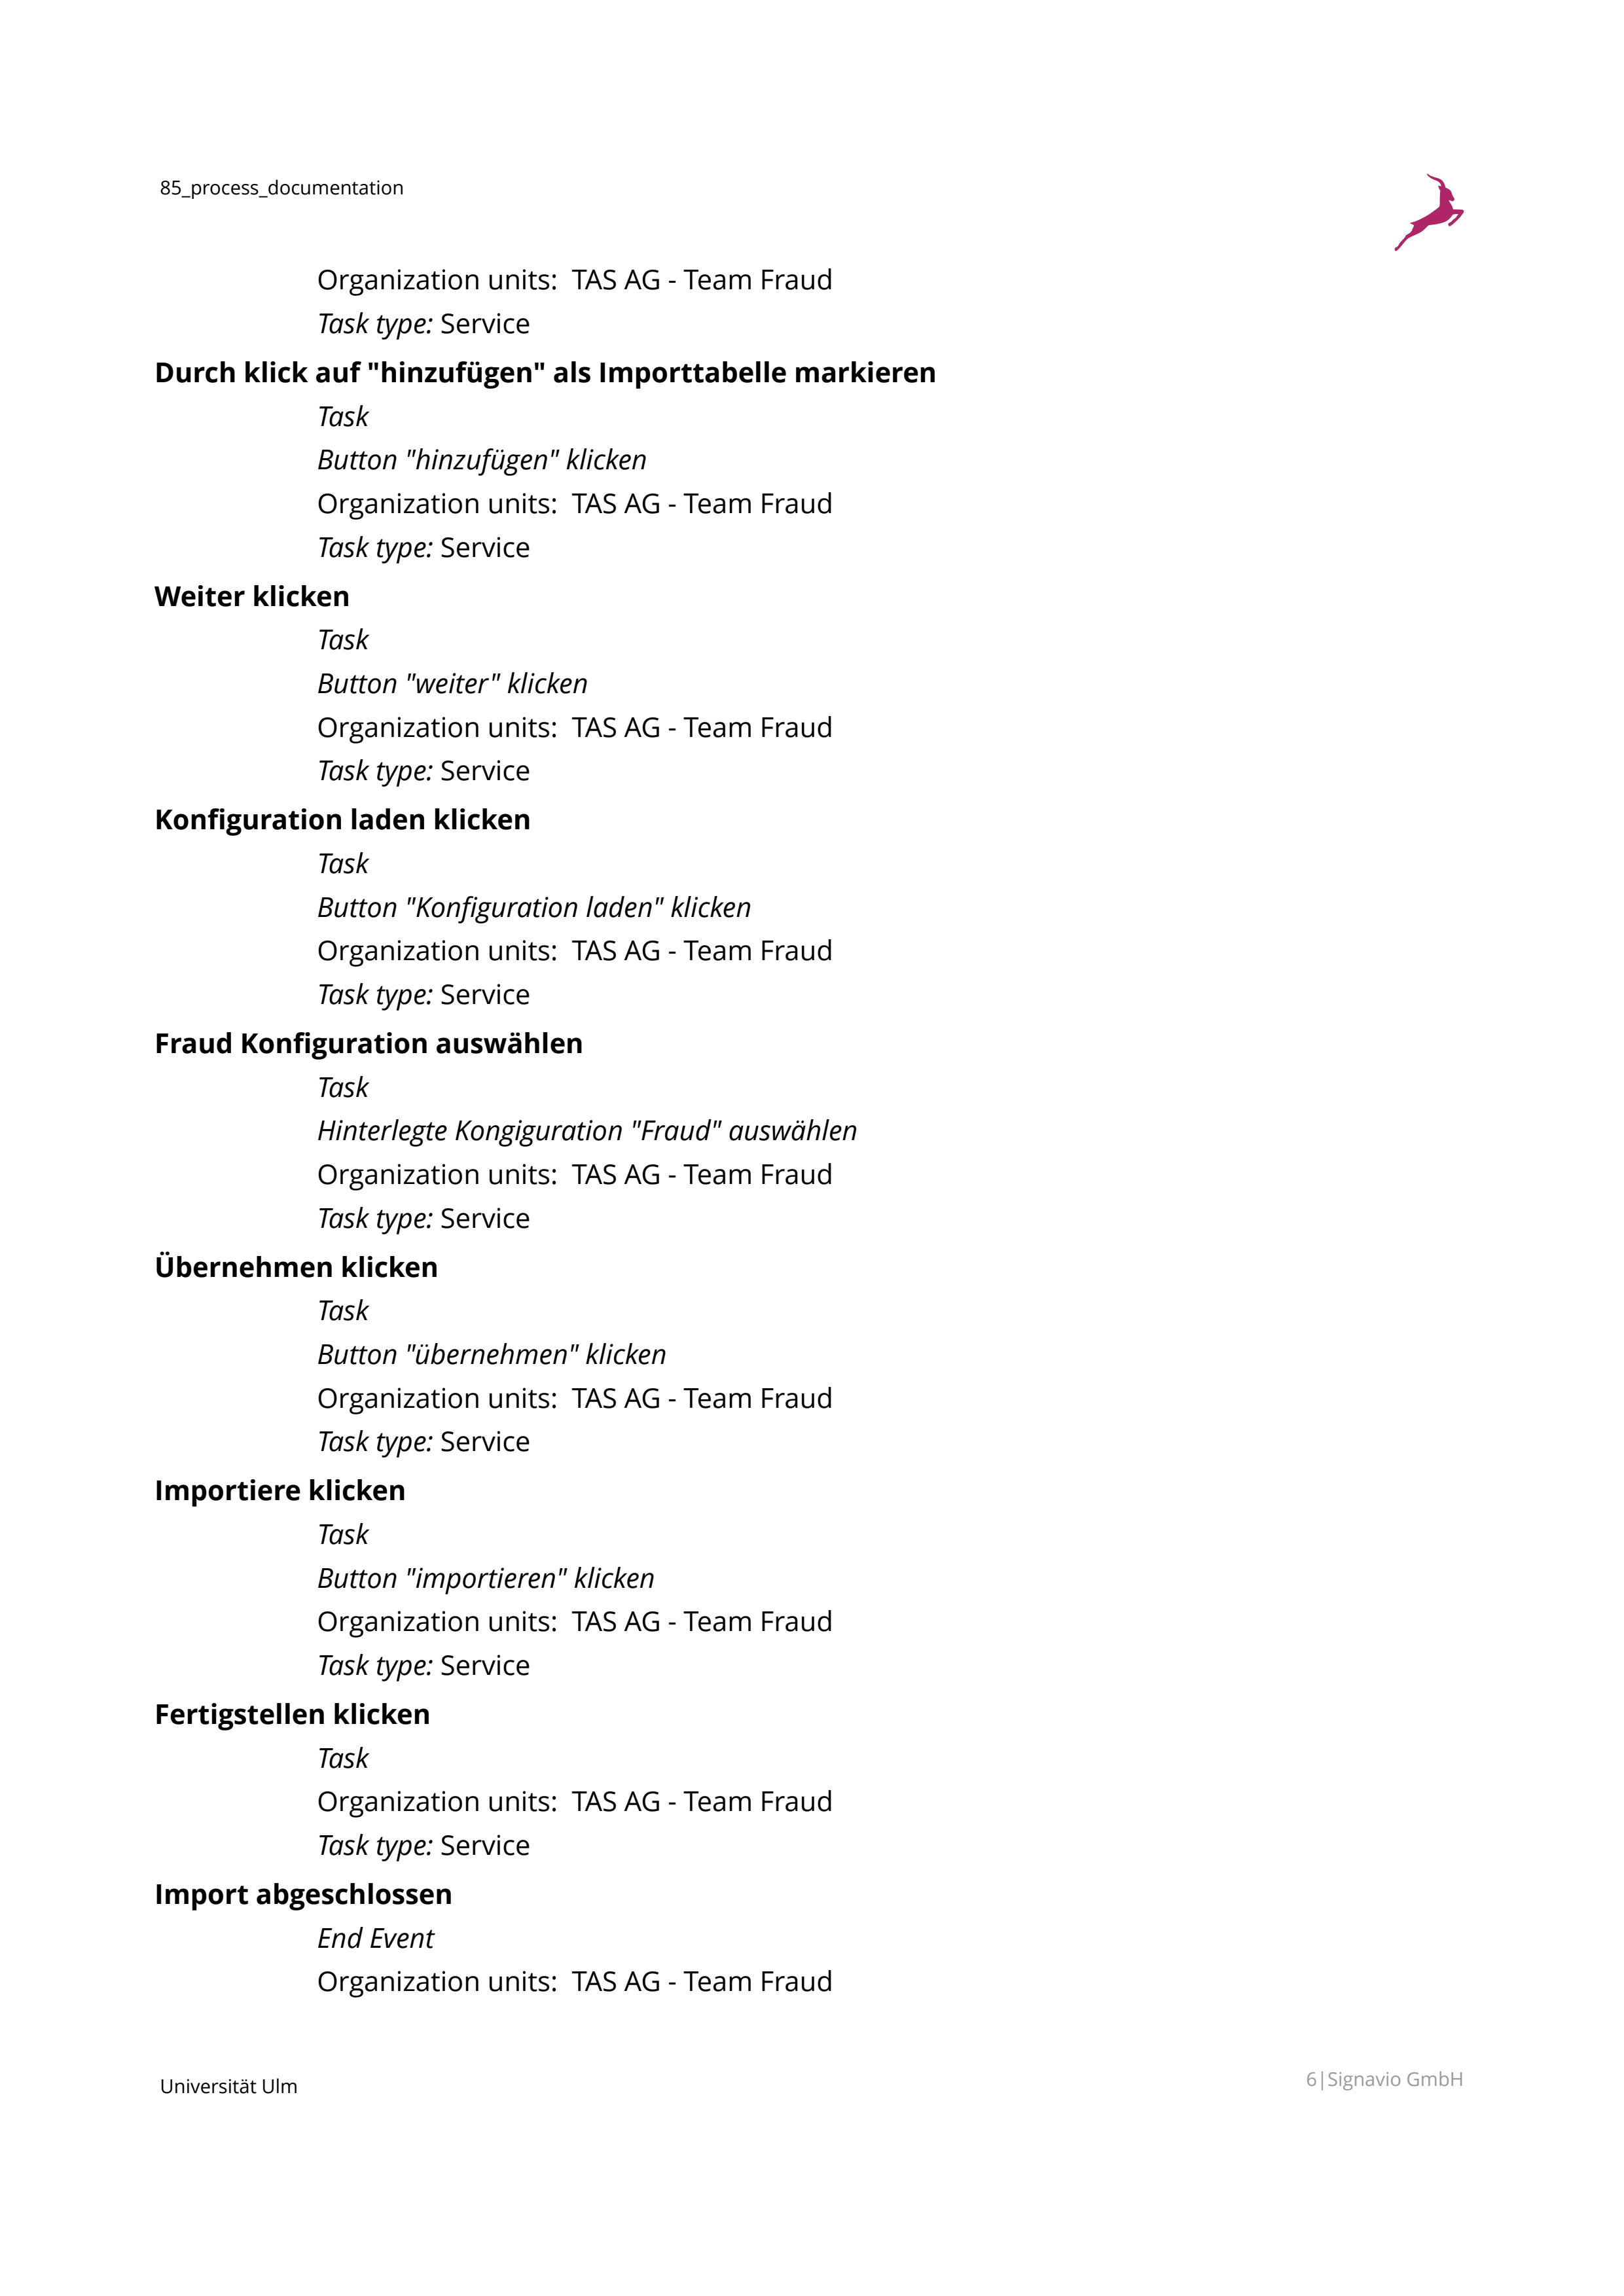 85_process_documentation
Organization units:  TAS AG - Team Fraud
Task type: Service
Durch klick auf "hinzufügen" als Importtabelle markieren
Task
Button "hinzufügen" klicken
Organization units:  TAS AG - Team Fraud
Task type: Service
Weiter klicken
Task
Button "weiter" klicken
Organization units:  TAS AG - Team Fraud
Task type: Service
Konfiguration laden klicken
Task
Button "Konfiguration laden" klicken
Organization units:  TAS AG - Team Fraud
Task type: Service
Fraud Konfiguration auswählen
Task
Hinterlegte Kongiguration "Fraud" auswählen
Organization units:  TAS AG - Team Fraud
Task type: Service
Übernehmen klicken
Task
Button "übernehmen" klicken
Organization units:  TAS AG - Team Fraud
Task type: Service
Importiere klicken
Task
Button "importieren" klicken
Organization units:  TAS AG - Team Fraud
Task type: Service
Fertigstellen klicken
Task
Organization units:  TAS AG - Team Fraud
Task type: Service
Import abgeschlossen
End Event
Organization units:  TAS AG - Team Fraud
Universität Ulm
6|Signavio GmbH